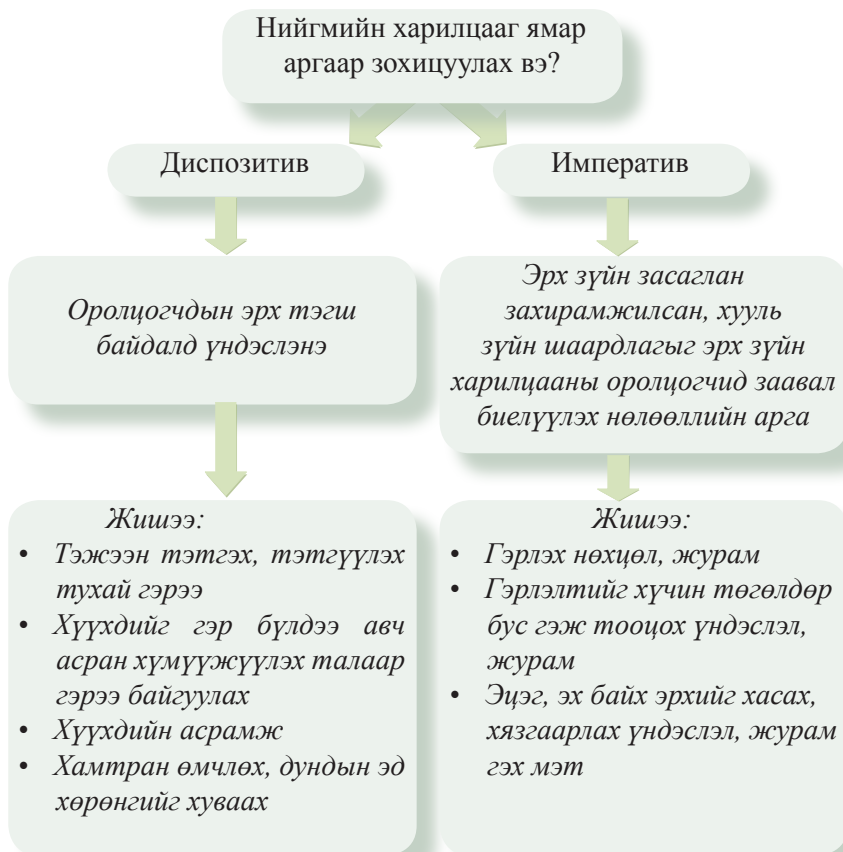 Нийгмийн харилцааг ямар
аргаар зохицуулах вэ?
Диспозитив
Императив
Оролцогчдын эрх тэгш
байдалд үндэслэнэ
Эрх зүйн засаглан
захирамжилсан, хууль
зүйн шаардлагыг эрх зүйн
харилцааны оролцогчид заавал
биелүүлэх нөлөөллийн арга
Жишээ:
• Тэжээн тэтгэх, тэтгүүлэх
тухай гэрээ
• Хүүхдийг гэр бүлдээ авч
асран хүмүүжүүлэх талаар
гэрээ байгуулах
• Хүүхдийн асрамж
• Хамтран өмчлөх, дундын эд
хөрөнгийг хуваах
Жишээ:
• Гэрлэх нөхцөл, журам
• Гэрлэлтийг хүчин төгөлдөр
бус гэж тооцох үндэслэл,
журам
• Эцэг, эх байх эрхийг хасах,
хязгаарлах үндэслэл, журам
гэх мэт